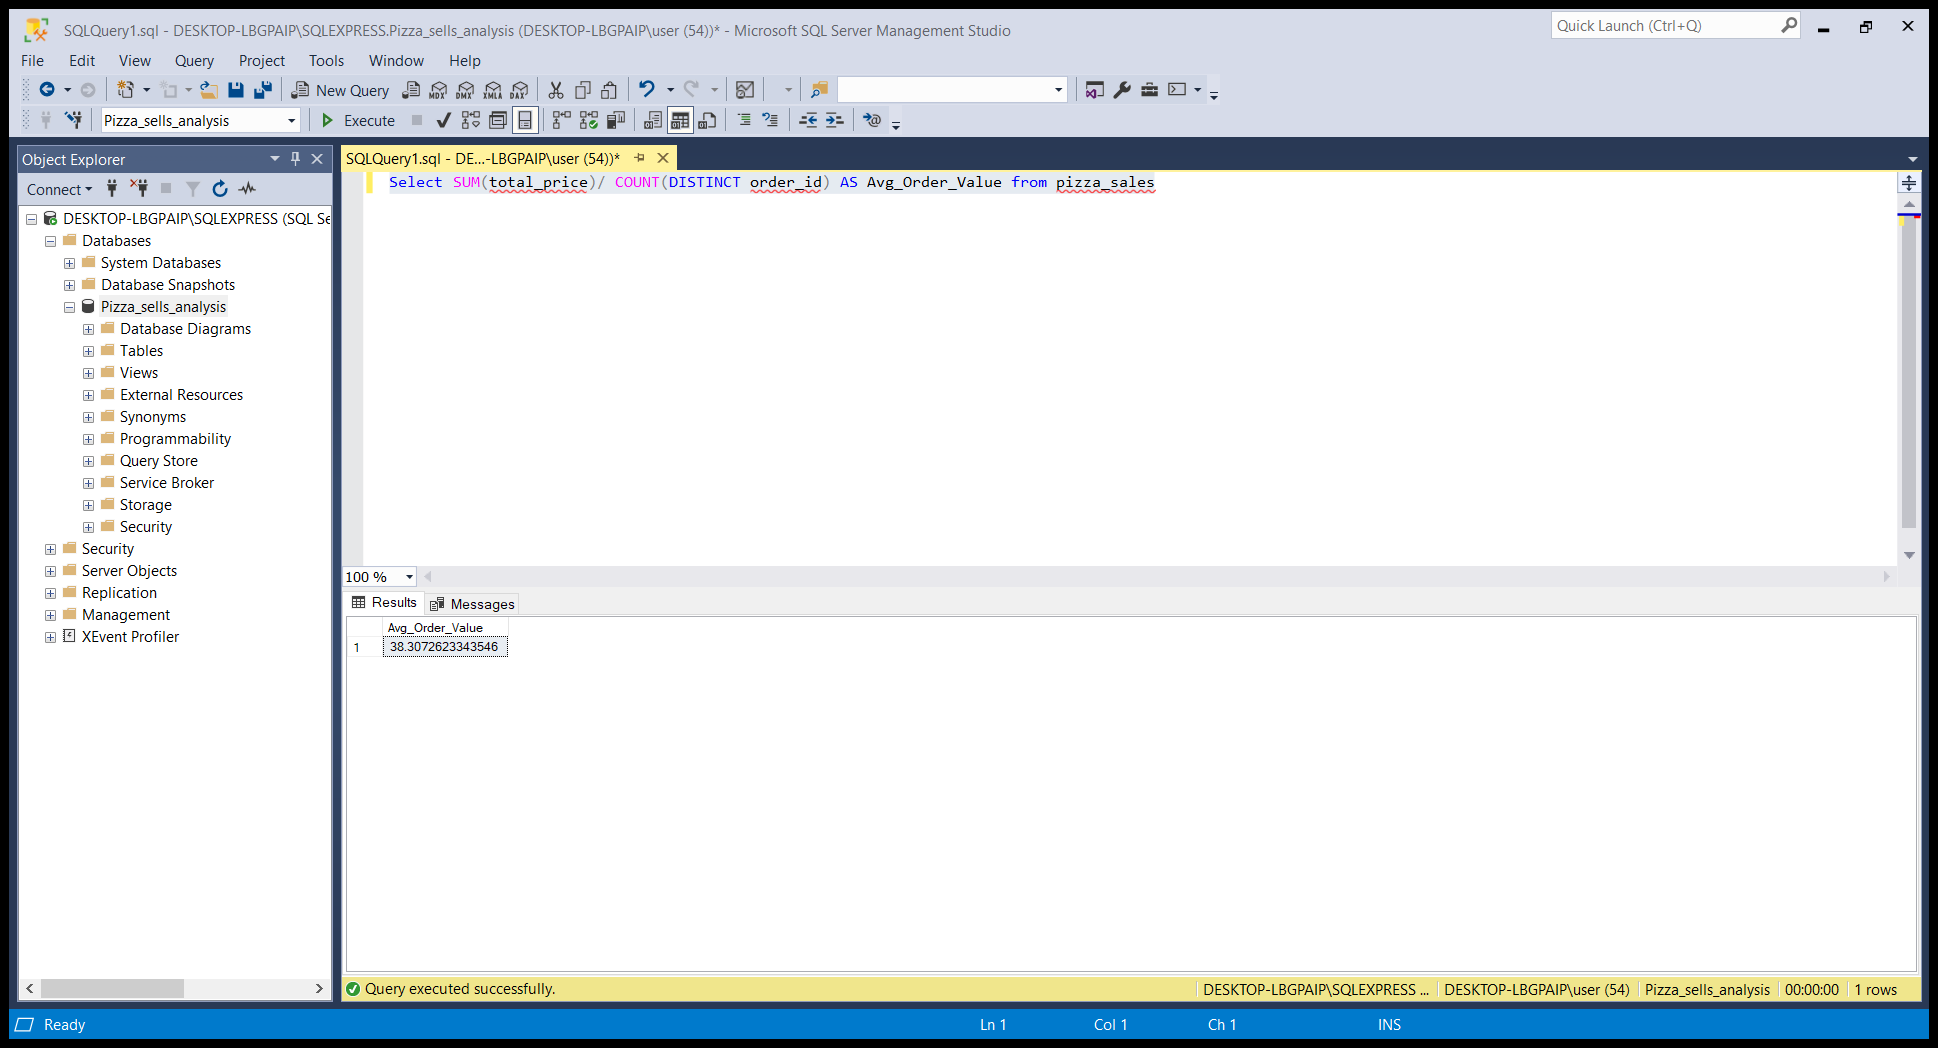 SQLQuery1.sql - DESKTOP-LBGPAIP\SQLEXPRESS.Pizza_sells_analysis (DESKTOP-LBGPAIP\user (54))* - Microsoft SQL Server Management Studio
Quick Launch (Ctrl+Q)
File Edit View Query Project Tools Window Help
New Query MDX DMX XMLA DAX
Pizza_sells_analysis Execute
Object Explorer
SQLQuery1.sql - DE...-LBGPAIP\user (54))*
Connect
Select SUM(total_price)/ COUNT(DISTINCT order_id) AS Avg_Order_Value from pizza_sales
DESKTOP-LBGPAIP\SQLEXPRESS (SQL Se
Databases
System Databases
Database Snapshots
Pizza_sells_analysis
Database Diagrams
Tables
Views
External Resources
Synonyms
Programmability
Query Store
Service Broker
Storage
Security
Security
Server Objects
Replication
Management
XEvent Profiler
100 %
Results Messages
Avg_Order_Value
1 38.3072623343546
Query executed successfully.
DESKTOP-LBGPAIP\SQLEXPRESS ... DESKTOP-LBGPAIP\user (54) Pizza_sells_analysis 00:00:00 1 rows
Ready Ln 1 Col 1 Ch 1 INS